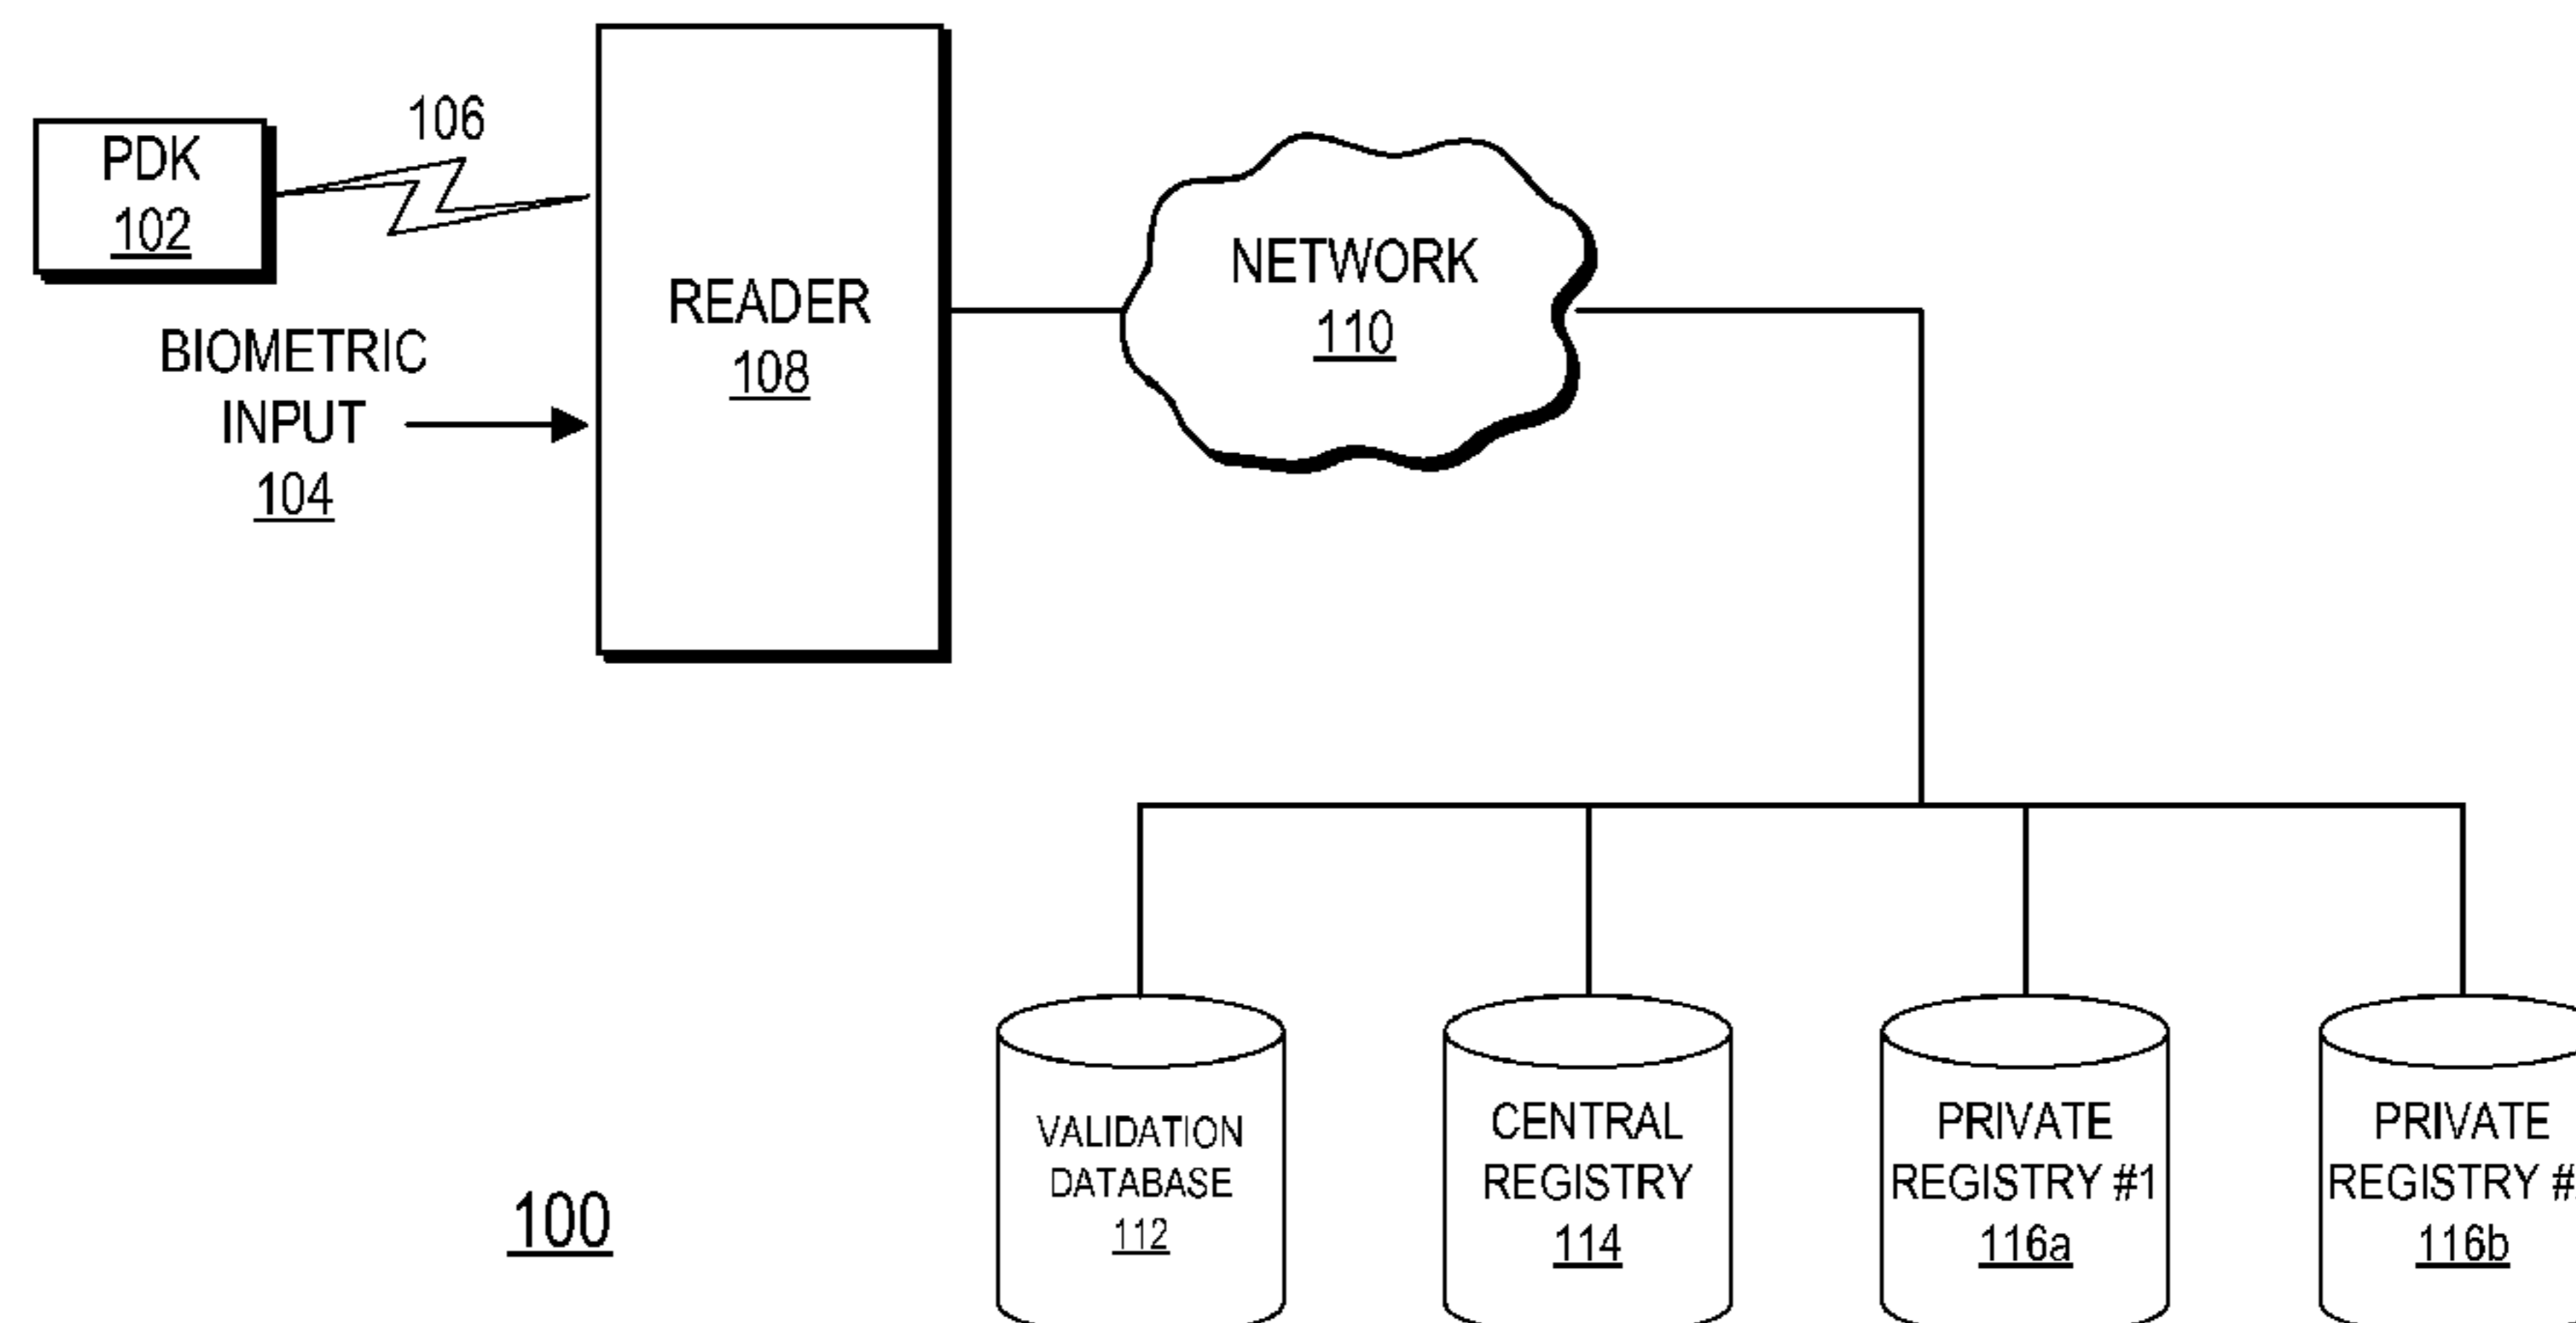 106
PDK
102
BIOMETRIC
INPUT
104
READER
108
NETWORK
110
VALIDATION
DATABASE
112
CENTRAL
REGISTRY
114
PRIVATE
REGISTRY #1
116a
PRIVATE
REGISTRY #
116b
100